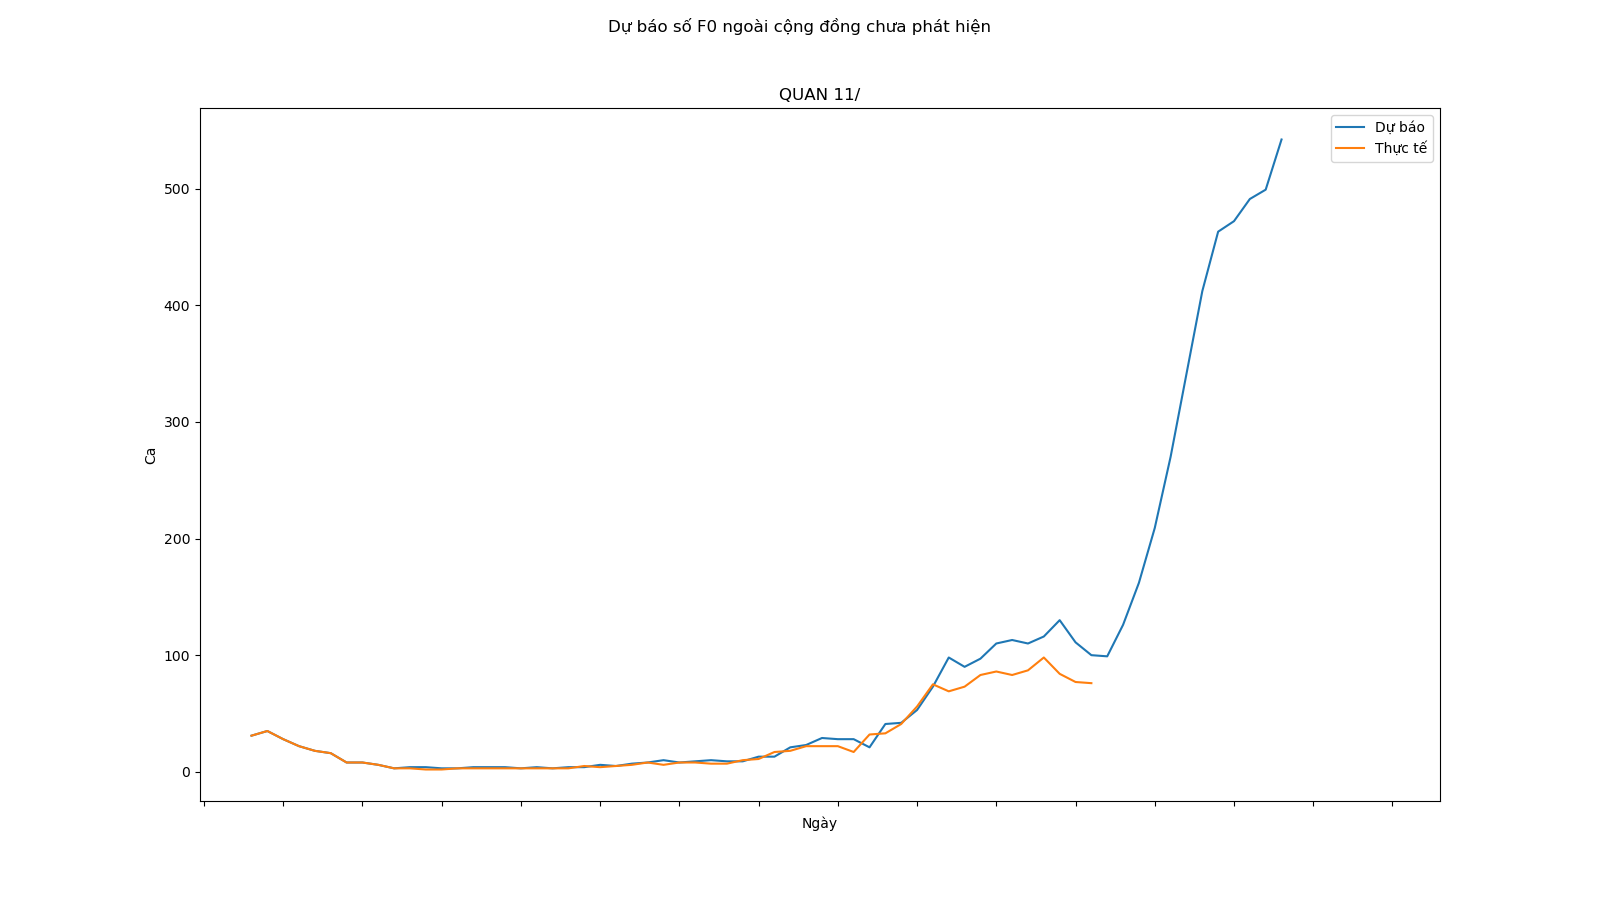 Dự báo số F0 ngoài cộng đồng chưa phát hiện
QUAN 11/
Dự báo
Thực tế
500
400
300
200
100
0
Ca
Ngày